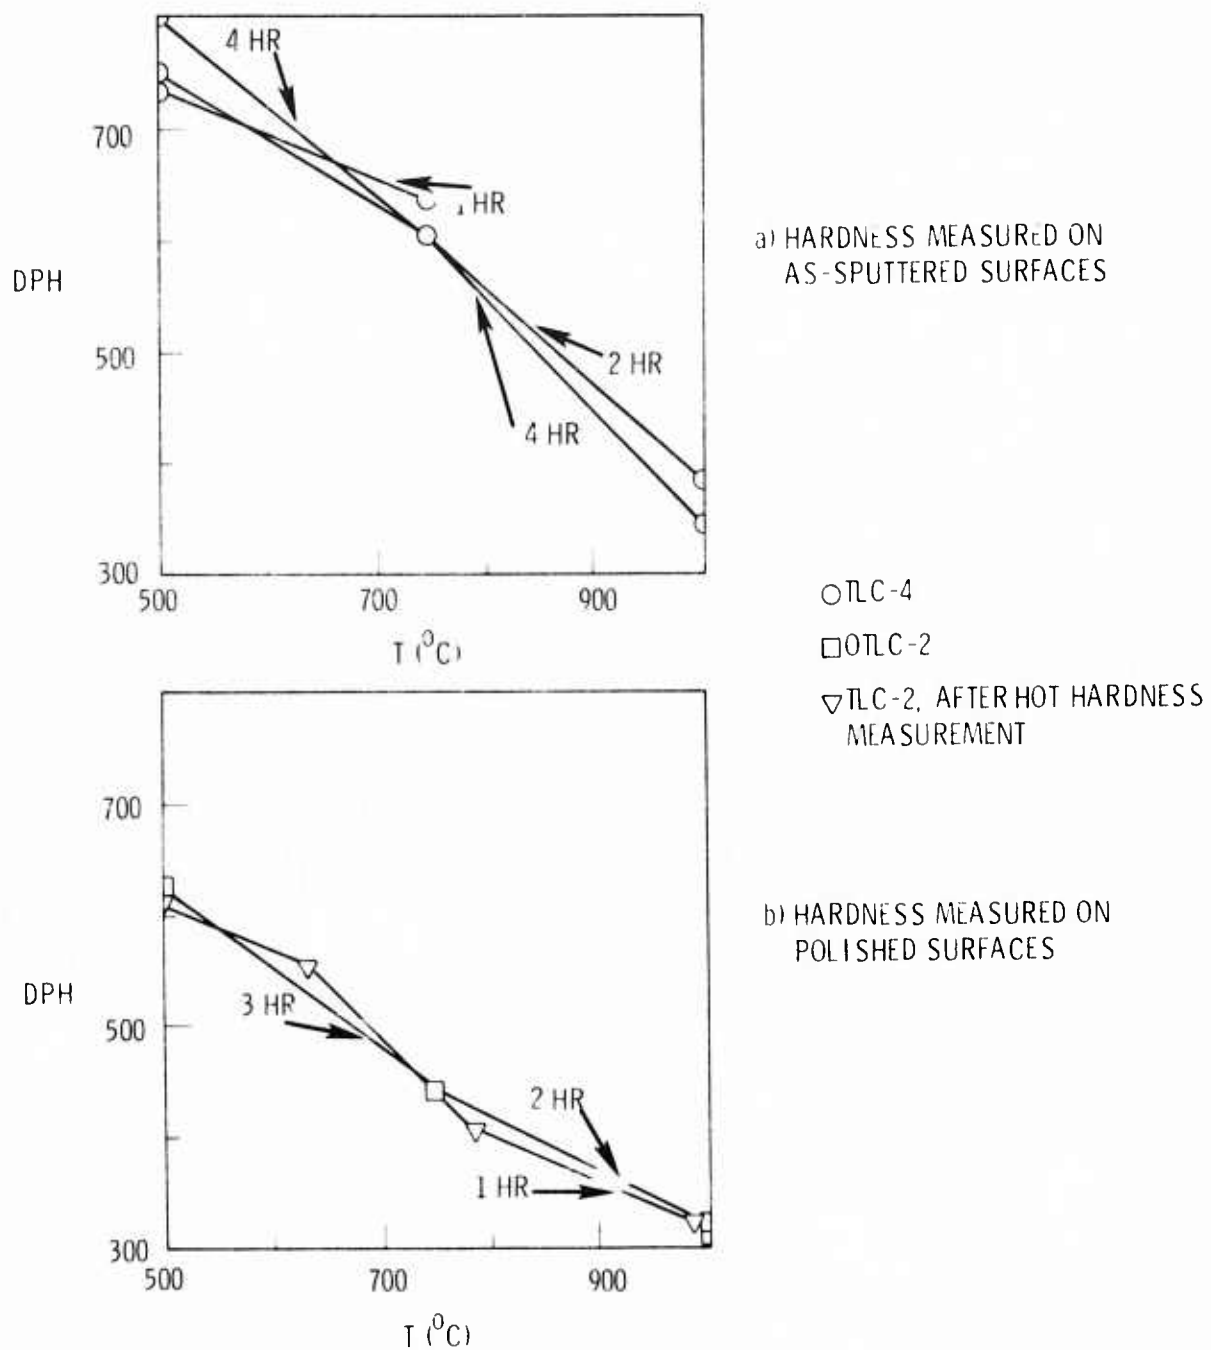 4 HR
700
HR
a) HARDNESS MEASURED ON
AS-SPUTTERED SURFACES
DPH
500
2 HR
4 HR
300
500
700
900
T (°C)
○ TLC-4
□ OTLC-2
▽ TLC-2, AFTER HOT HARDNESS
MEASUREMENT
700
b) HARDNESS MEASURED ON
POLISHED SURFACES
DPH
3 HR
500
2 HR
1 HR
300
500
700
900
T (°C)